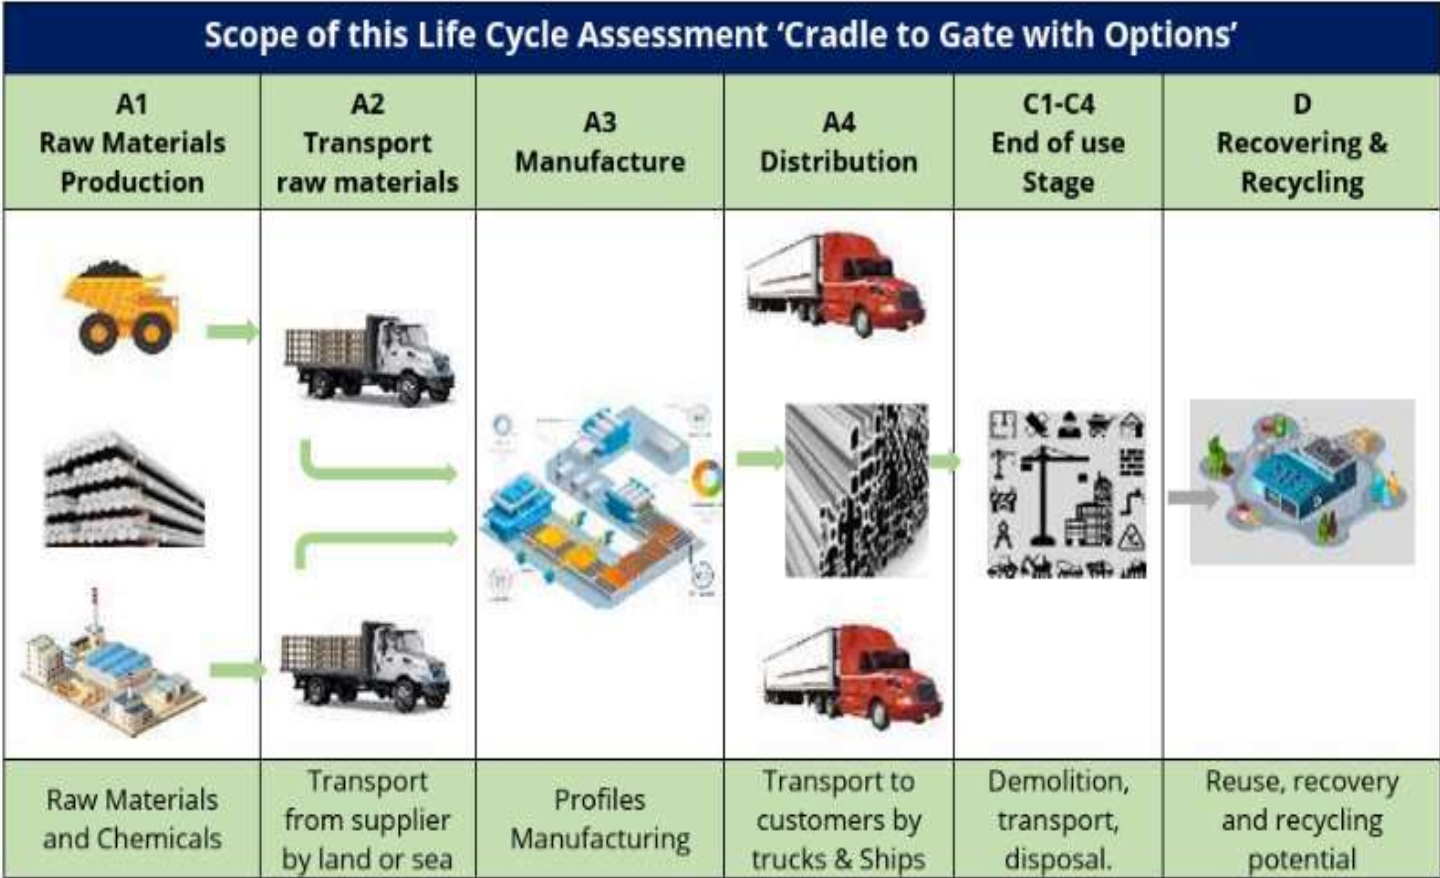 Scope of this Life Cycle Assessment ‘Cradle to Gate with Options’
A1
Raw Materials
Production
A2
Transport
raw materials
A3
Manufacture
A4
Distribution
C1-C4
End of use
Stage
D
Recovering &
Recycling
Raw Materials
and Chemicals
Transport
from supplier
by land or sea
Profiles
Manufacturing
Transport to
customers by
trucks & Ships
Demolition,
transport,
disposal.
Reuse, recovery
and recycling
potential